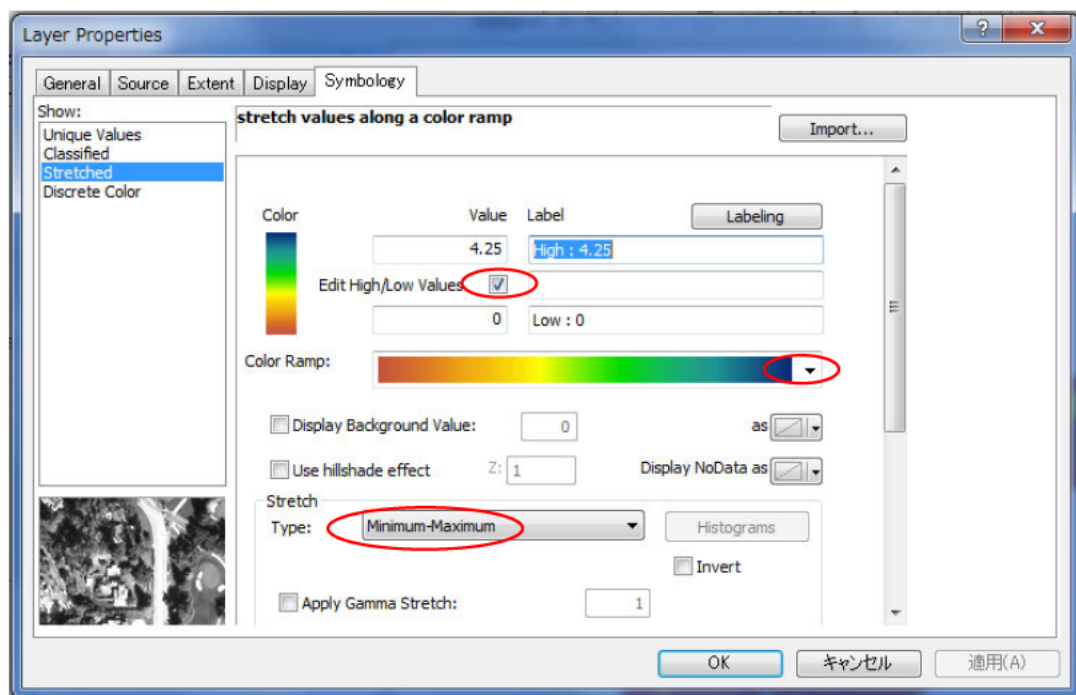 Layer Properties
General Source Extent Display Symbology
Show:
Unique Values
Classified
Stretched
Discrete Color
stretch values along a color ramp
Import...
Color Value Label Labeling
4.25 High : 4.25
Edit High/Low Values
0 Low : 0
Color Ramp:
Display Background Value: 0 as
Use hillshade effect Z: 1 Display NoData as
Stretch
Type: Minimum-Maximum Histograms
Invert
Apply Gamma Stretch: 1
OK キャンセル 適用(A)